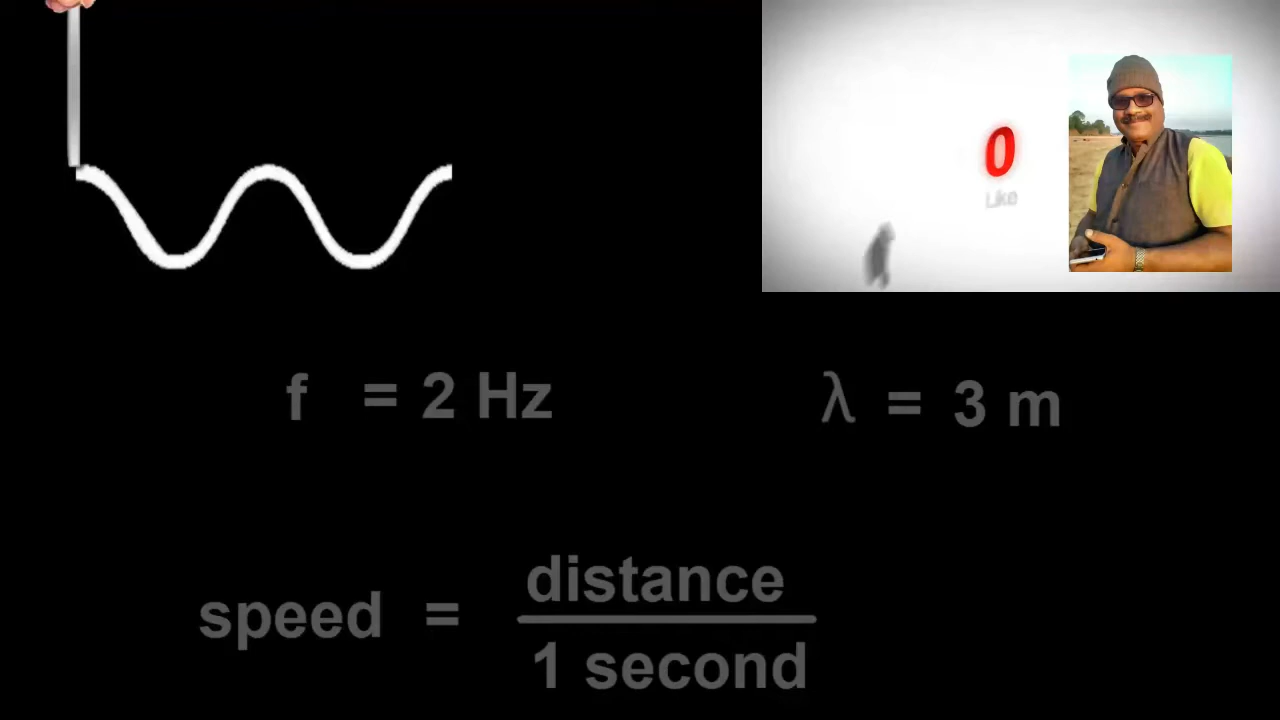 0
Like
f = 2 Hz
λ = 3 m
speed = distance
1 second